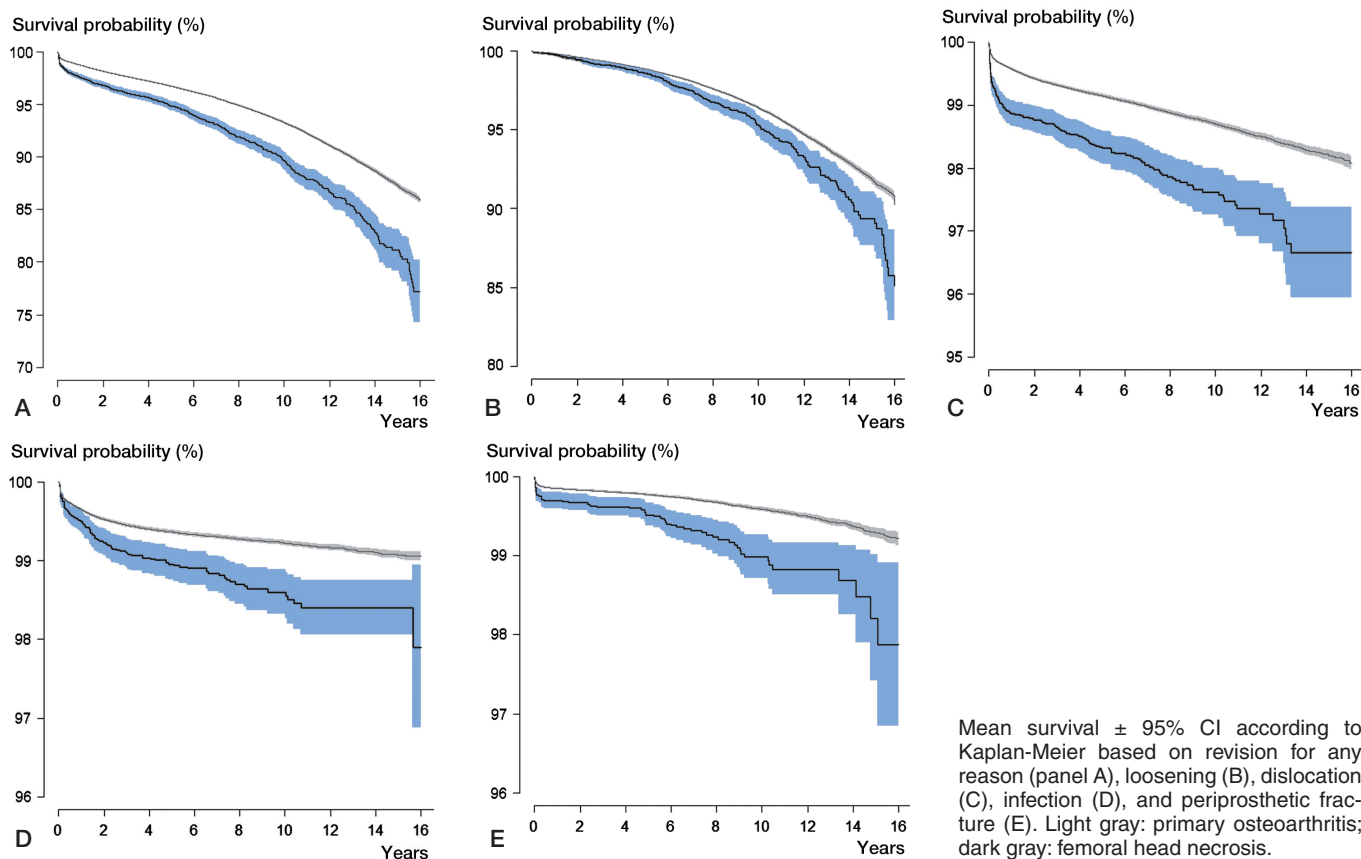 Survival probability (%)
100
95
90
85
80
75
70
0 2 4 6 8 10 12 14 16
A
Years
Survival probability (%)
100
95
90
85
80
0 2 4 6 8 10 12 14 16
B
Years
Survival probability (%)
100
99
98
97
96
95
0 2 4 6 8 10 12 14 16
C
Years
Survival probability (%)
100
99
98
97
96
0 2 4 6 8 10 12 14 16
D
Years
Survival probability (%)
100
99
98
97
96
0 2 4 6 8 10 12 14 16
E
Years
Mean survival ± 95% CI according to
Kaplan-Meier based on revision for any
reason (panel A), loosening (B), dislocation
(C), infection (D), and periprosthetic frac-
ture (E). Light gray: primary osteoarthritis;
dark gray: femoral head necrosis.